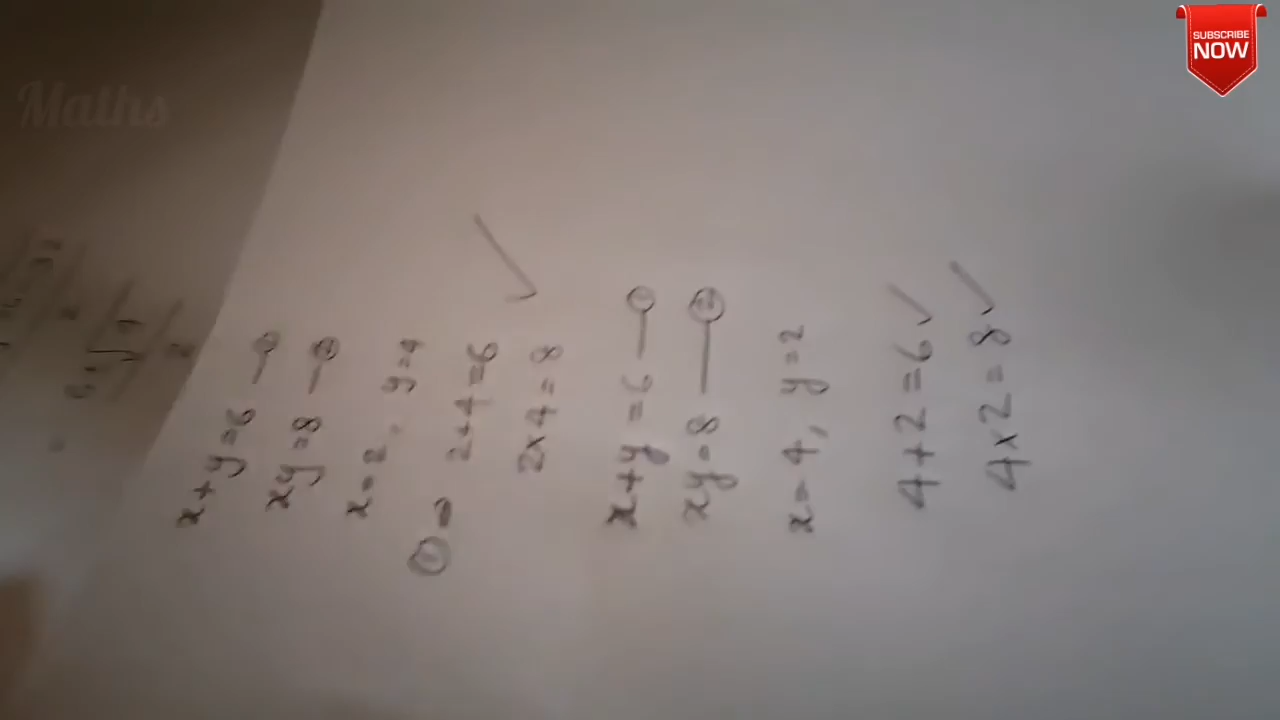 Maths
SUBSCRIBE
NOW
x+y=6 —①
xy=8 —②
x=2, y=4
①⇒ 2+4=6
2×4=8 ✓
x+y=6 —①
xy=8 —②
x=4, y=2
4+2=6 ✓
4×2=8 ✓